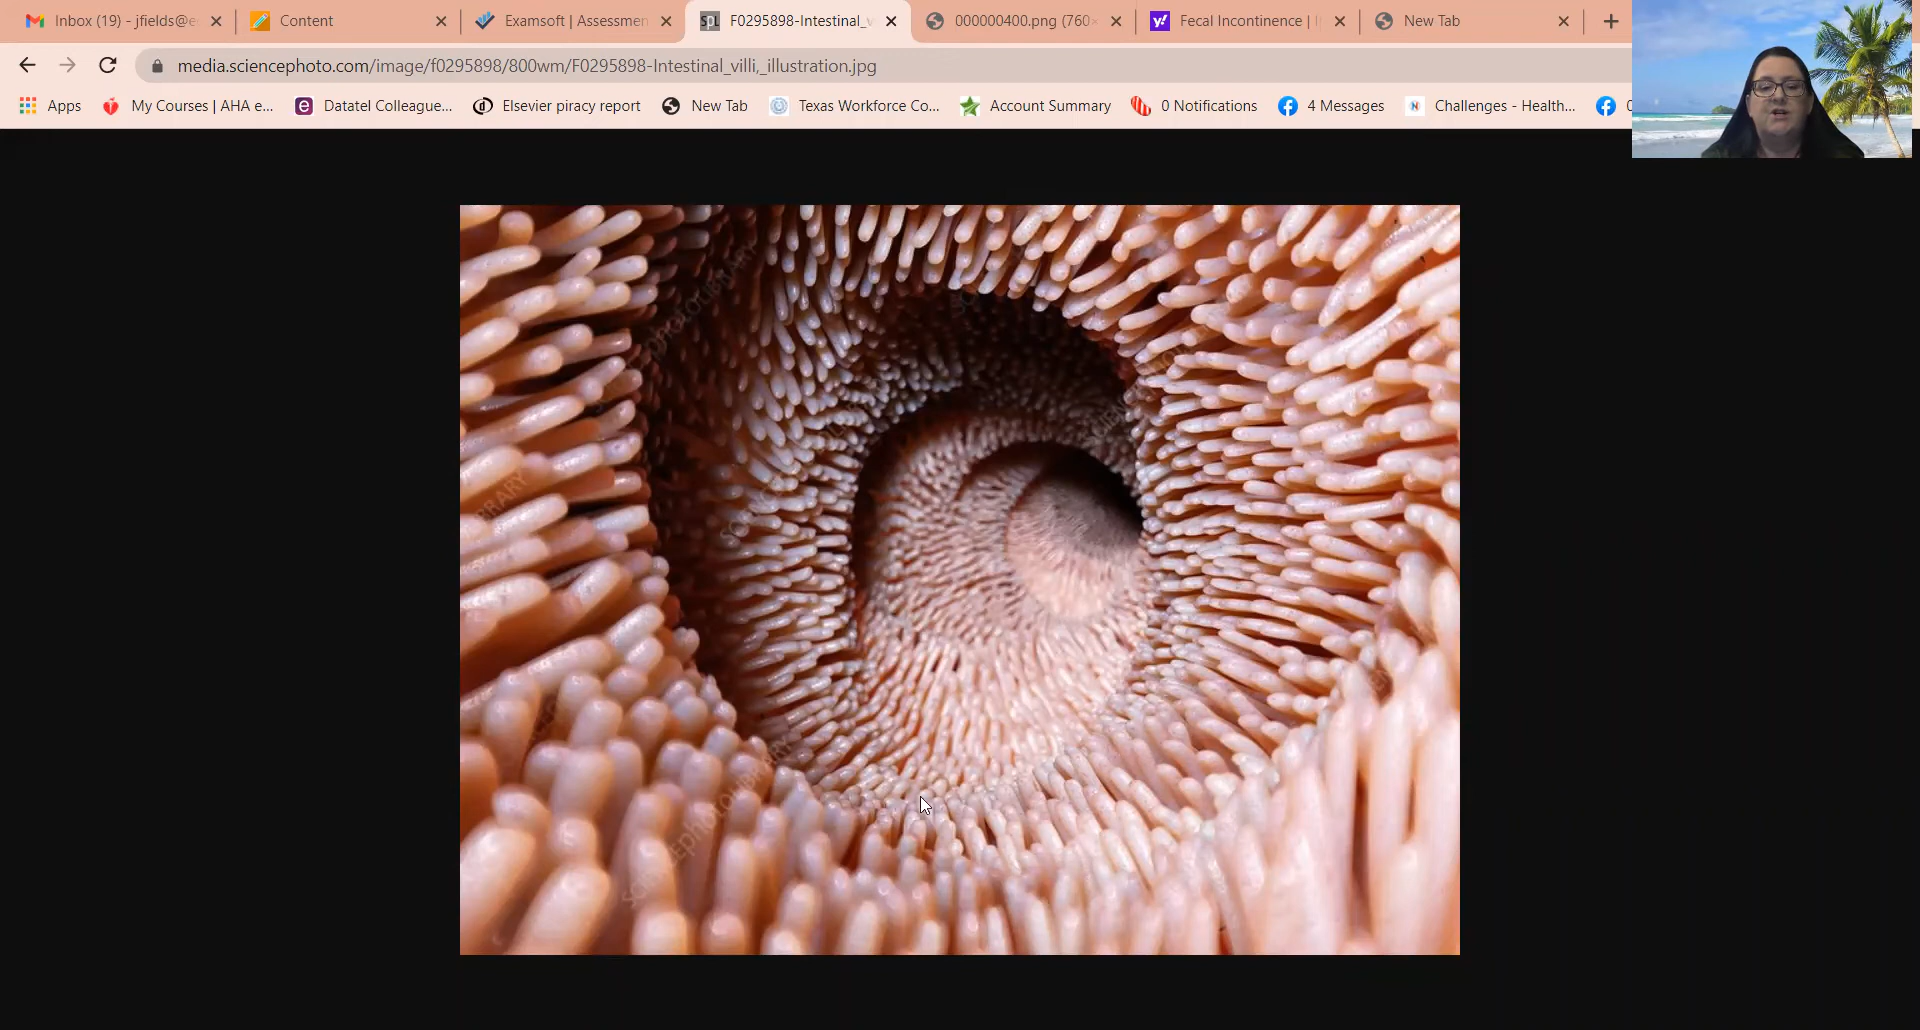 Inbox (19) - jfields@e
Content
Examsoft | Assessmen
F0295898-Intestinal_v
000000400.png (760×
Fecal Incontinence |
New Tab
media.sciencephoto.com/image/f0295898/800wm/F0295898-Intestinal_villi,_illustration.jpg
Apps
My Courses | AHA e...
Datatel Colleague...
Elsevier piracy report
New Tab
Texas Workforce Co...
Account Summary
0 Notifications
4 Messages
Challenges - Health...
SCIENCEPHOTOLIBRARY